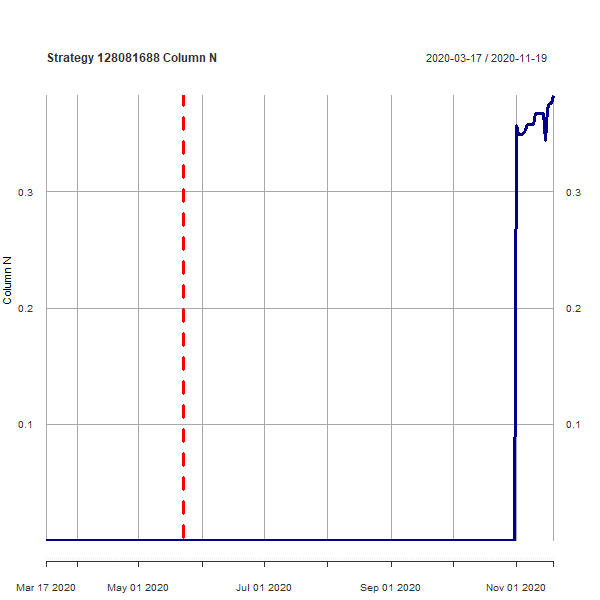 Strategy 128081688 Column N
2020-03-17 / 2020-11-19
0.3
0.3
Column N
0.2
0.2
0.1
0.1
Mar 17 2020
May 01 2020
Jul 01 2020
Sep 01 2020
Nov 01 2020